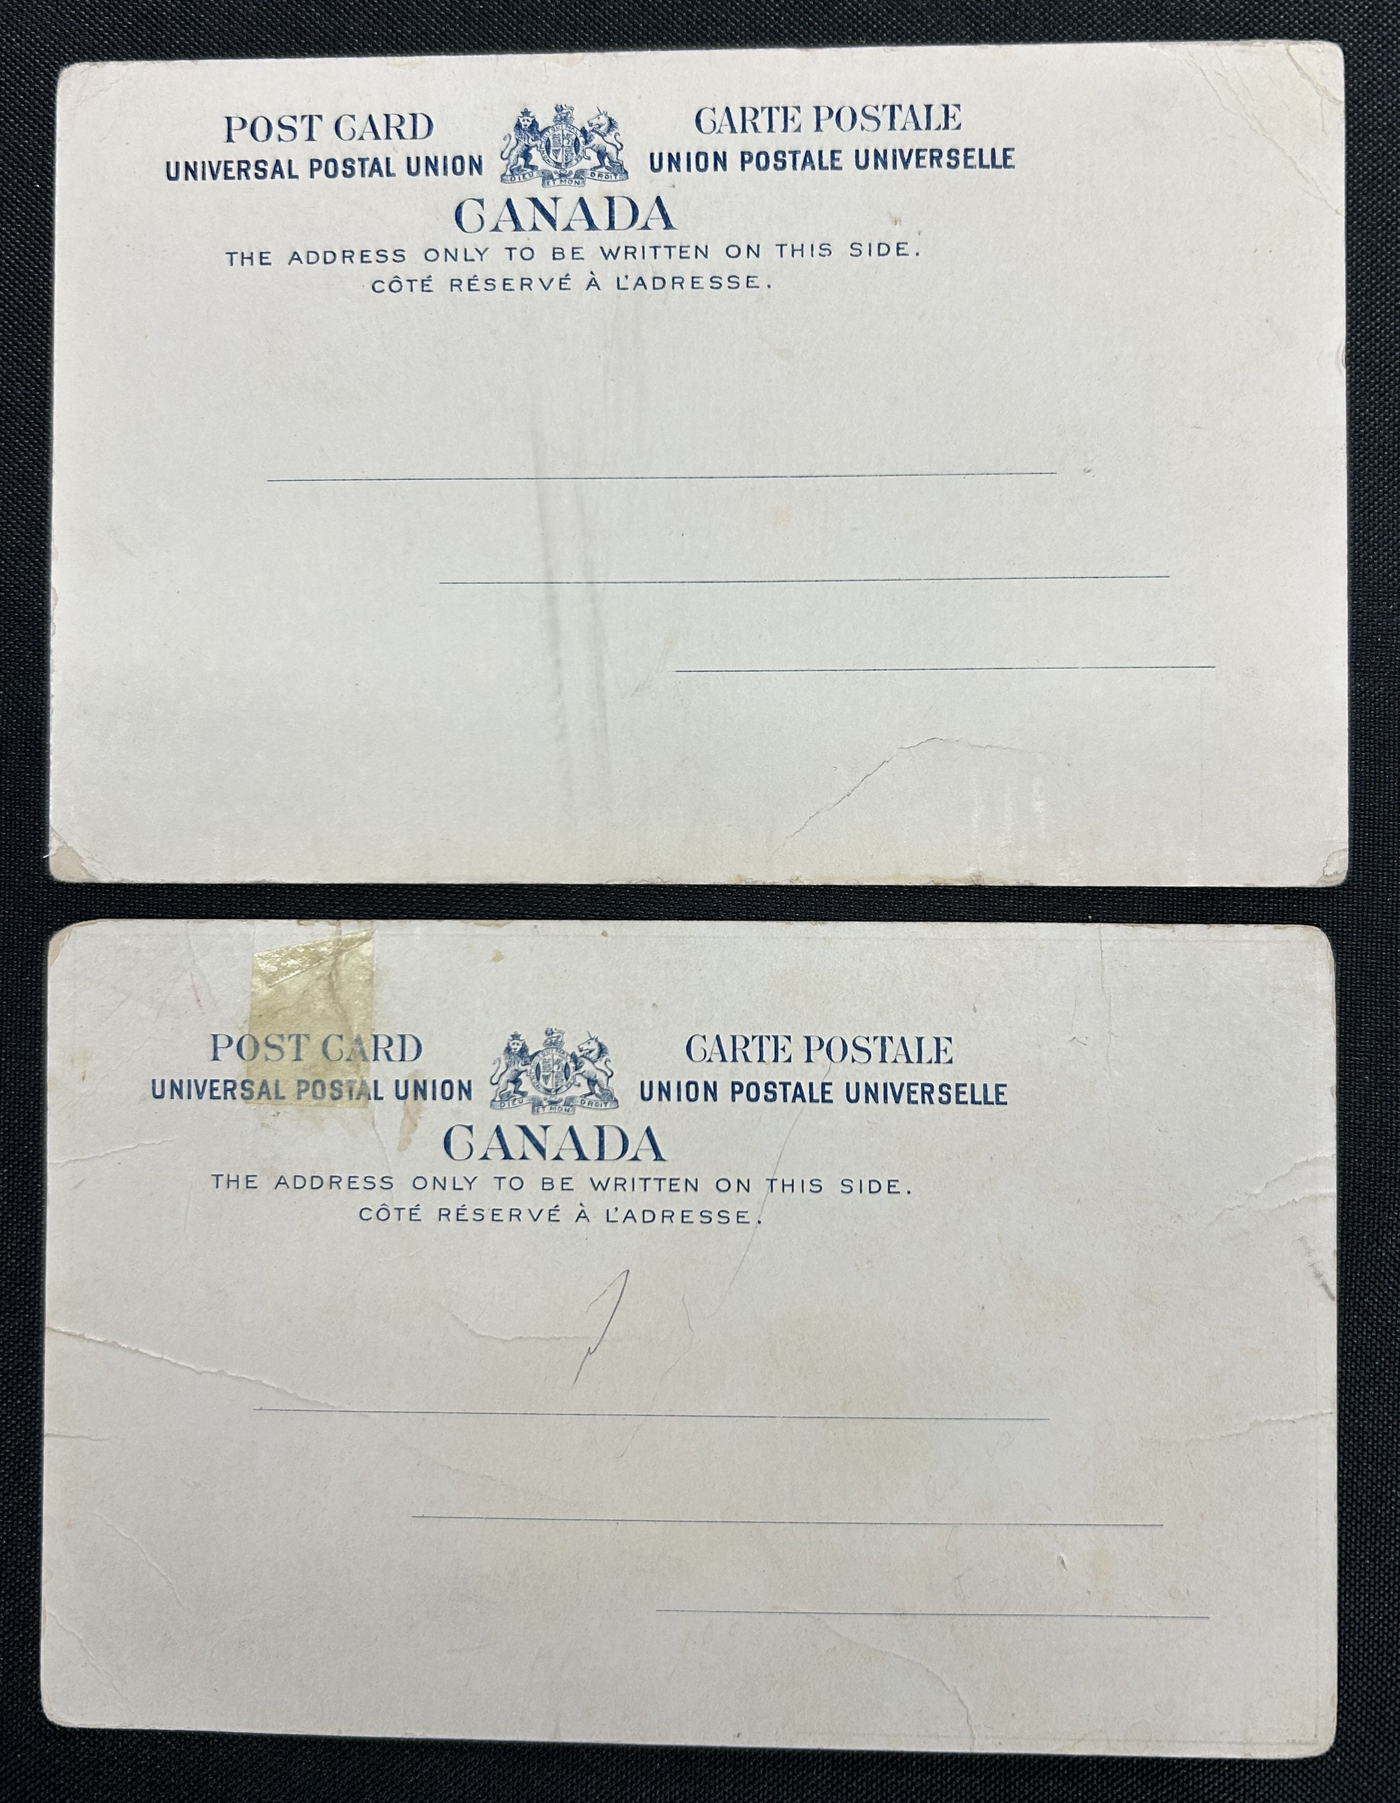 POST CARD CARTE POSTALE
UNIVERSAL POSTAL UNION UNION POSTALE UNIVERSELLE
DIEU ET MON DROIT
CANADA
THE ADDRESS ONLY TO BE WRITTEN ON THIS SIDE.
CÔTÉ RÉSERVÉ À L'ADRESSE.
POST CARD CARTE POSTALE
UNIVERSAL POSTAL UNION UNION POSTALE UNIVERSELLE
DIEU ET MON DROIT
CANADA
THE ADDRESS ONLY TO BE WRITTEN ON THIS SIDE.
CÔTÉ RÉSERVÉ À L'ADRESSE.